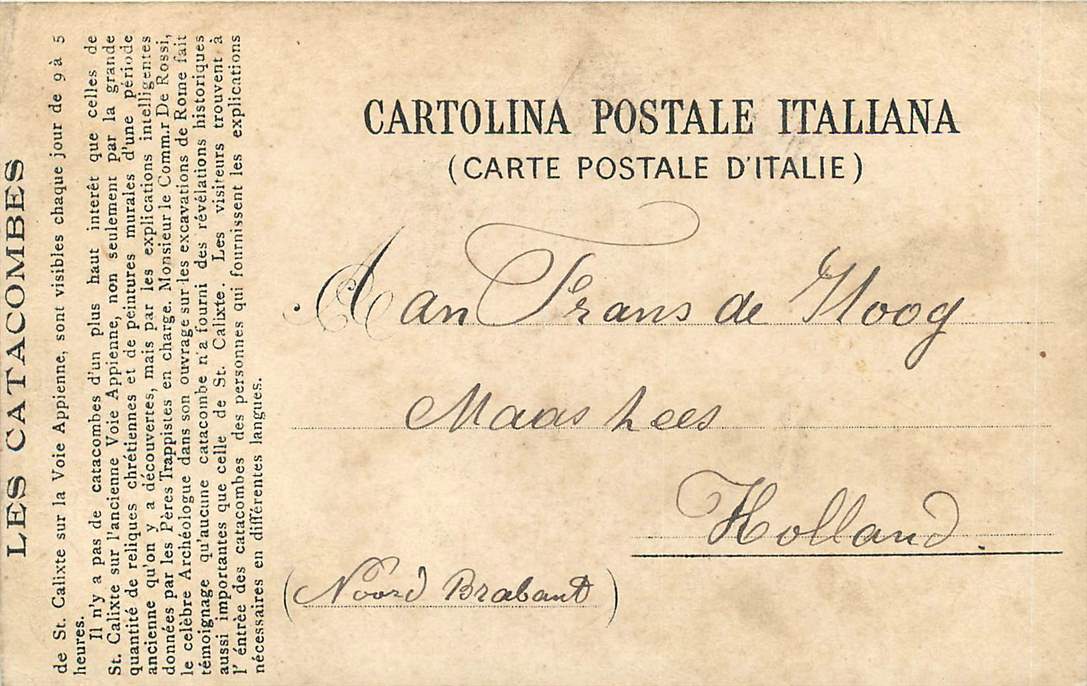 LES CATACOMBES
de St. Calixte sur la Voie Appienne, sont visibles chaque jour de 9 à 5
heures.
Il n'y a pas de catacombes d'un plus haut interêt que celles de
St. Calixte sur l'ancienne Voie Appienne, non seulement par la grande
quantité de reliques chrétiennes et de peintures murales d'une période
ancienne qu'on y a découvertes, mais par les explications intelligentes
données par les Pères Trappistes en charge. Monsieur le Comm.r De Rossi,
le celèbre Archéologue dans son ouvrage sur les excavations de Rome fait
témoignage qu'aucune catacombe n'a fourni des révélations historiques
aussi importantes que celle de St. Calixte. Les visiteurs trouvent à
l' éntrée des catacombes des personnes qui fournissent les explications
nécessaires en différentes langues.
CARTOLINA POSTALE ITALIANA
(CARTE POSTALE D'ITALIE)
Aan Frans de Hoog
Maashees
Holland.
(Noord Brabant)